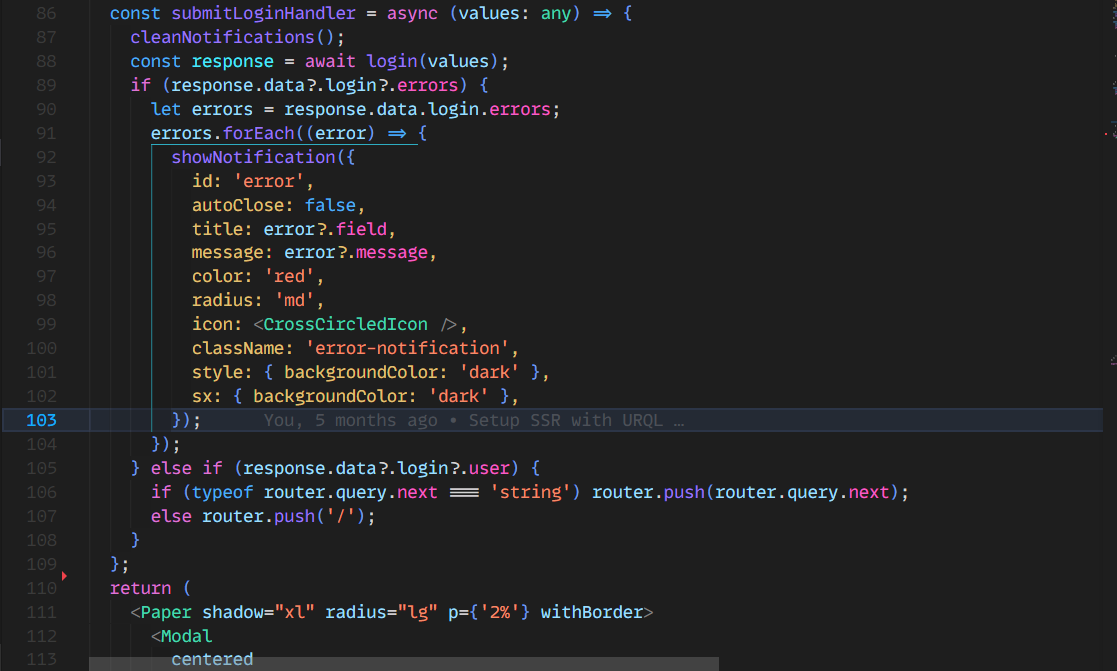 86 const submitLoginHandler = async (values: any) => {
87 cleanNotifications();
88 const response = await login(values);
89 if (response.data?.login?.errors) {
90 let errors = response.data.login.errors;
91 errors.forEach((error) => {
92 showNotification({
93 id: 'error',
94 autoClose: false,
95 title: error?.field,
96 message: error?.message,
97 color: 'red',
98 radius: 'md',
99 icon: <CrossCircledIcon />,
100 className: 'error-notification',
101 style: { backgroundColor: 'dark' },
102 sx: { backgroundColor: 'dark' },
103 }); You, 5 months ago • Setup SSR with URQL …
104 });
105 } else if (response.data?.login?.user) {
106 if (typeof router.query.next === 'string') router.push(router.query.next);
107 else router.push('/');
108 }
109 };
110 return (
111 <Paper shadow="xl" radius="lg" p={'2%'} withBorder>
112 <Modal
113 centered